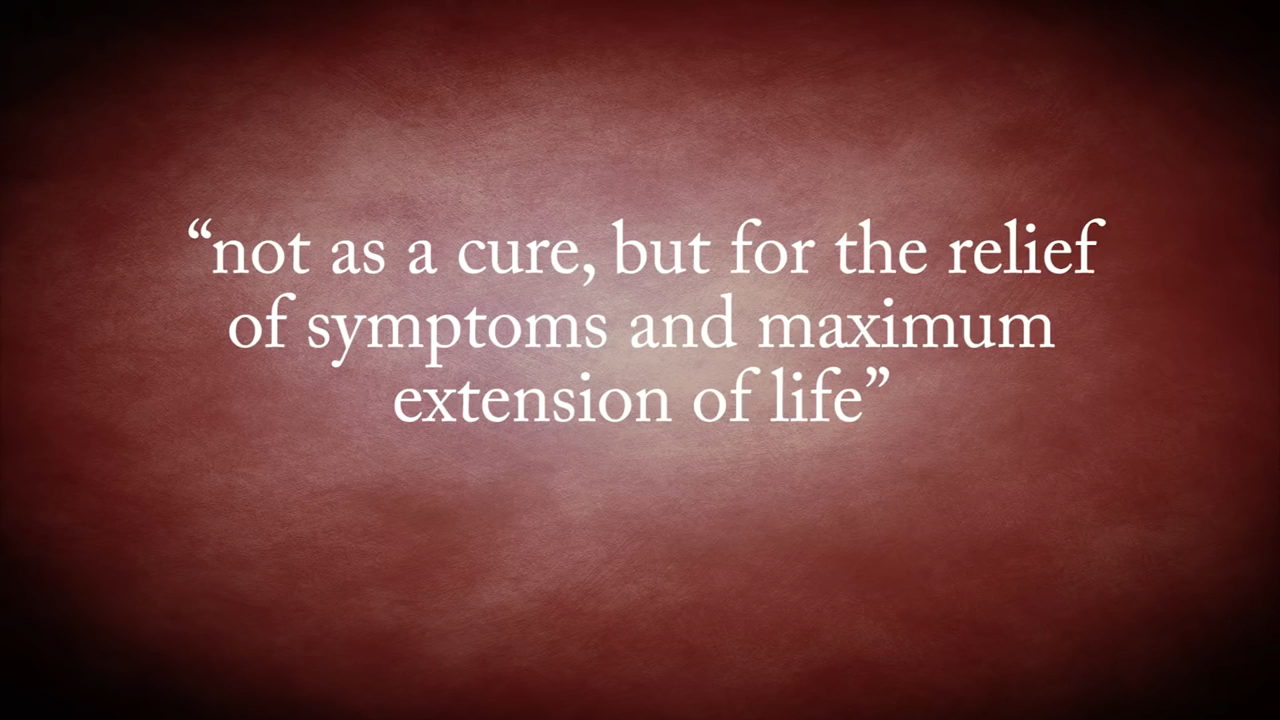 “not as a cure, but for the relief
of symptoms and maximum
extension of life”